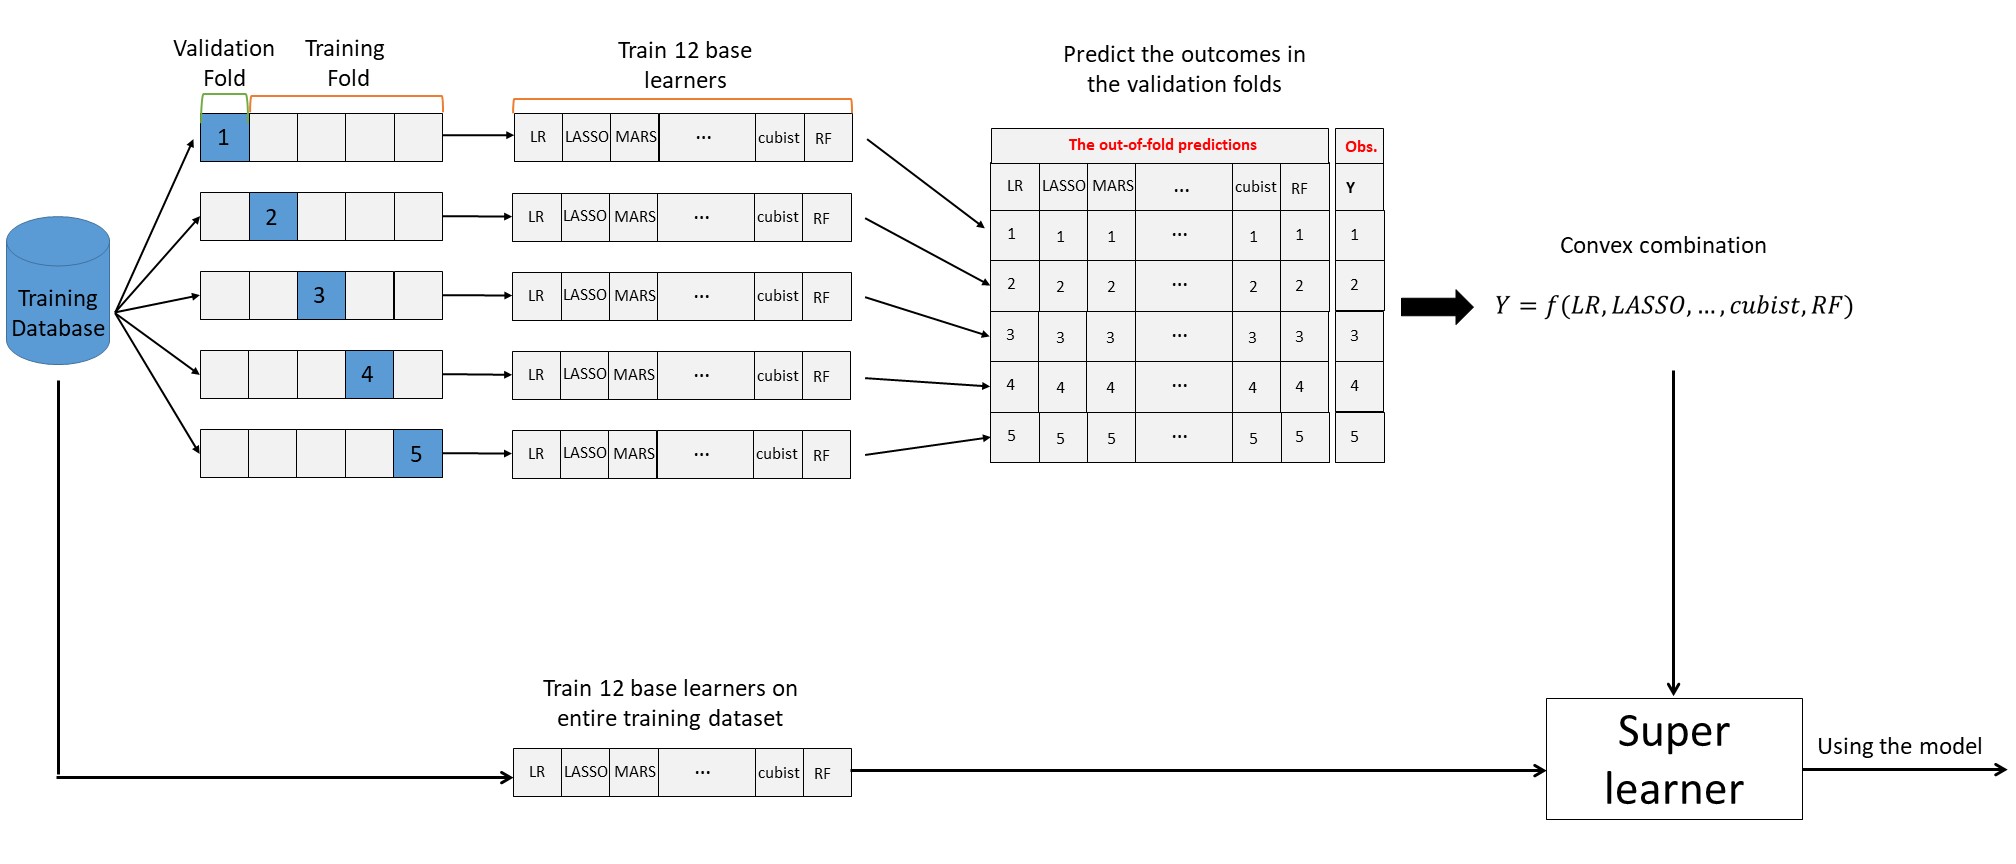 Validation
Fold
Training
Fold
Train 12 base
learners
Predict the outcomes in
the validation folds
Training
Database
1
2
3
4
5
LR LASSO MARS ... cubist RF
LR LASSO MARS ... cubist RF
LR LASSO MARS ... cubist RF
LR LASSO MARS ... cubist RF
LR LASSO MARS ... cubist RF
The out-of-fold predictions Obs.
LR LASSO MARS ... cubist RF Y
1 1 1 ... 1 1 1
2 2 2 ... 2 2 2
3 3 3 ... 3 3 3
4 4 4 ... 4 4 4
5 5 5 ... 5 5 5
Convex combination
Y = f(LR, LASSO, ..., cubist, RF)
Train 12 base learners on
entire training dataset
LR LASSO MARS ... cubist RF
Super
learner
Using the model